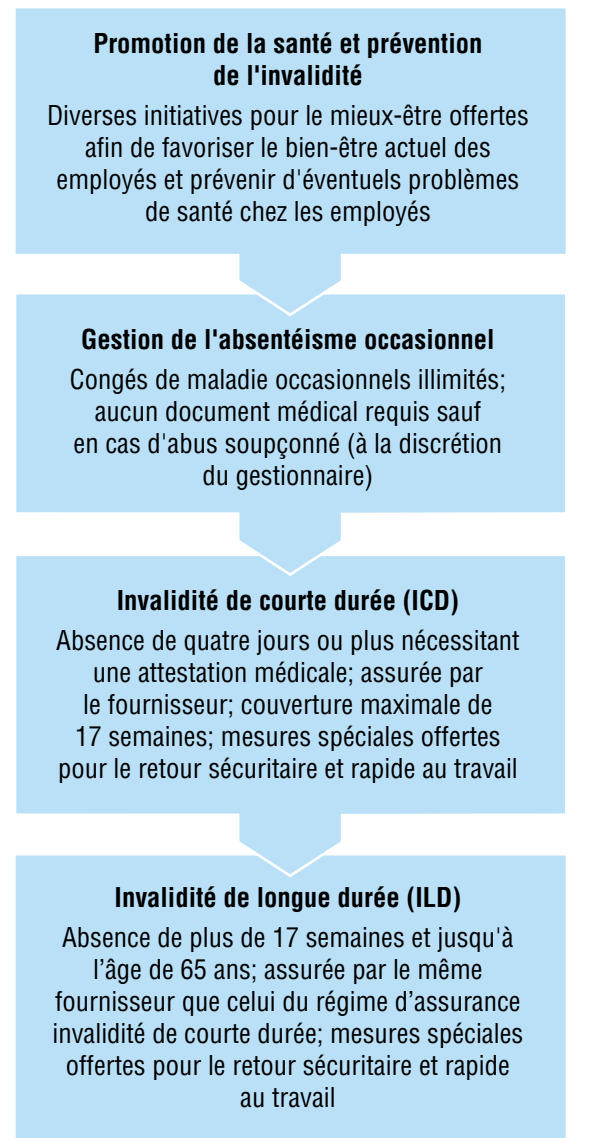 Promotion de la santé et prévention
de l'invalidité
Diverses initiatives pour le mieux-être offertes
afin de favoriser le bien-être actuel des
employés et prévenir d'éventuels problèmes
de santé chez les employés
Gestion de l'absentéisme occasionnel
Congés de maladie occasionnels illimités;
aucun document médical requis sauf
en cas d'abus soupçonné (à la discrétion
du gestionnaire)
Invalidité de courte durée (ICD)
Absence de quatre jours ou plus nécessitant
une attestation médicale; assurée par
le fournisseur; couverture maximale de
17 semaines; mesures spéciales offertes
pour le retour sécuritaire et rapide au travail
Invalidité de longue durée (ILD)
Absence de plus de 17 semaines et jusqu'à
l’âge de 65 ans; assurée par le même
fournisseur que celui du régime d’assurance
invalidité de courte durée; mesures spéciales
offertes pour le retour sécuritaire et rapide
au travail